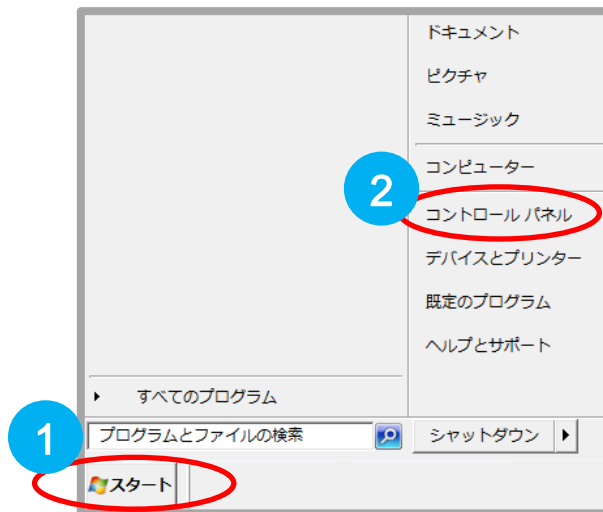 ドキュメント
ピクチャ
ミュージック
コンピューター
2
コントロール パネル
デバイスとプリンター
既定のプログラム
ヘルプとサポート
すべてのプログラム
1
プログラムとファイルの検索
シャットダウン
スタート